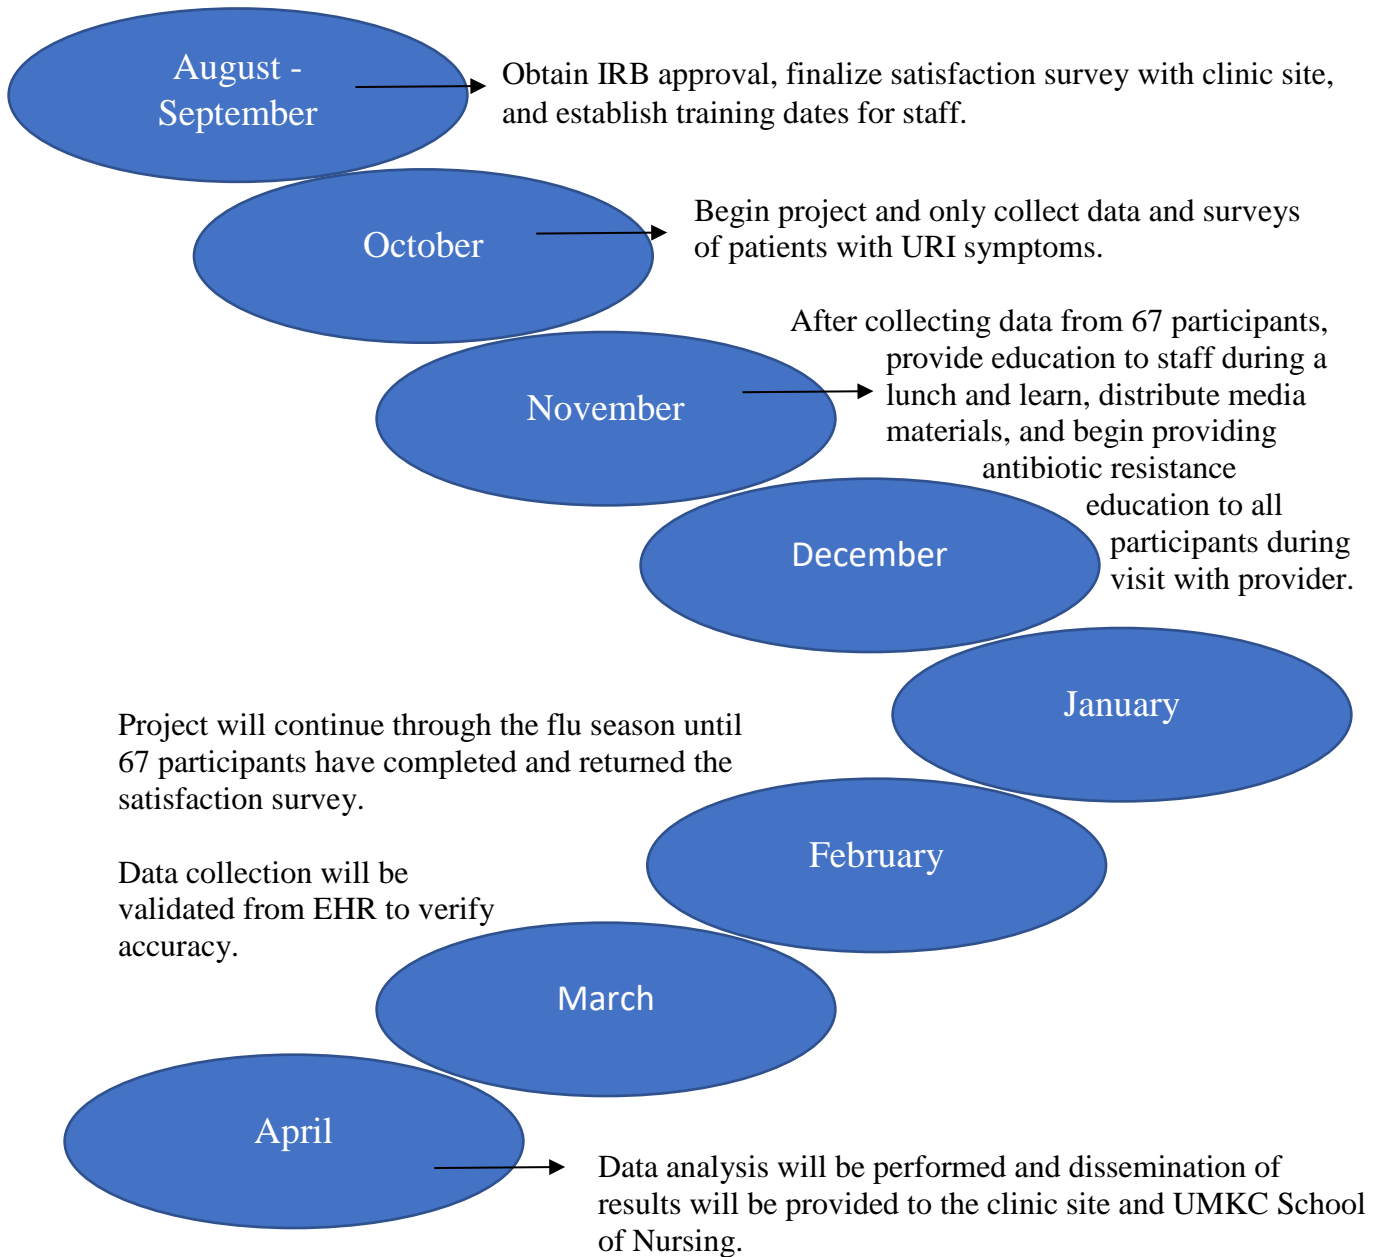 August -
September
Obtain IRB approval, finalize satisfaction survey with clinic site,
and establish training dates for staff.
October
Begin project and only collect data and surveys
of patients with URI symptoms.
November
After collecting data from 67 participants,
provide education to staff during a
lunch and learn, distribute media
materials, and begin providing
antibiotic resistance
education to all
participants during
visit with provider.
December
January
Project will continue through the flu season until
67 participants have completed and returned the
satisfaction survey.
February
Data collection will be
validated from EHR to verify
accuracy.
March
April
Data analysis will be performed and dissemination of
results will be provided to the clinic site and UMKC School
of Nursing.